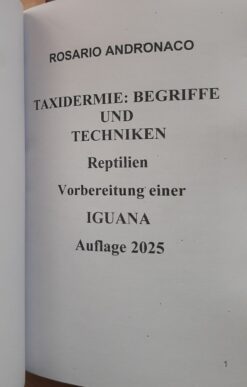 ROSARIO ANDRONACO
TAXIDERMIE: BEGRIFFE
UND
TECHNIKEN
Reptilien
Vorbereitung einer
IGUANA
Auflage 2025
1